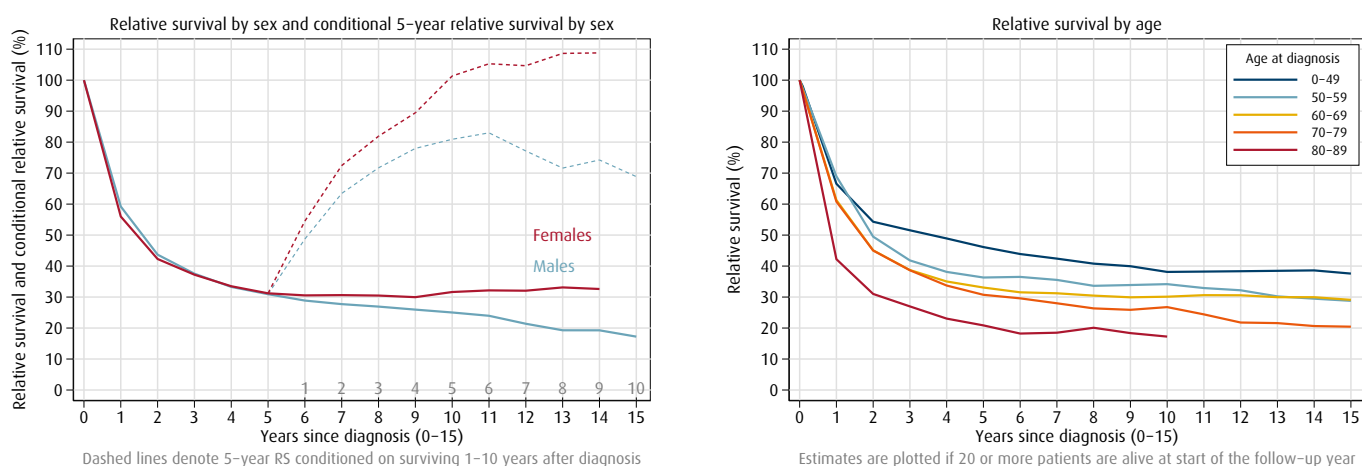 Relative survival by sex and conditional 5-year relative survival by sex
Relative survival and conditional relative survival (%)
110
100
90
80
70
60
50
40
30
20
10
0
Females
Males
1 2 3 4 5 6 7 8 9 10
0 1 2 3 4 5 6 7 8 9 10 11 12 13 14 15
Years since diagnosis (0–15)
Dashed lines denote 5-year RS conditioned on surviving 1–10 years after diagnosis
Relative survival by age
Relative survival (%)
110
100
90
80
70
60
50
40
30
20
10
0
Age at diagnosis
0–49
50–59
60–69
70–79
80–89
0 1 2 3 4 5 6 7 8 9 10 11 12 13 14 15
Years since diagnosis (0–15)
Estimates are plotted if 20 or more patients are alive at start of the follow-up year